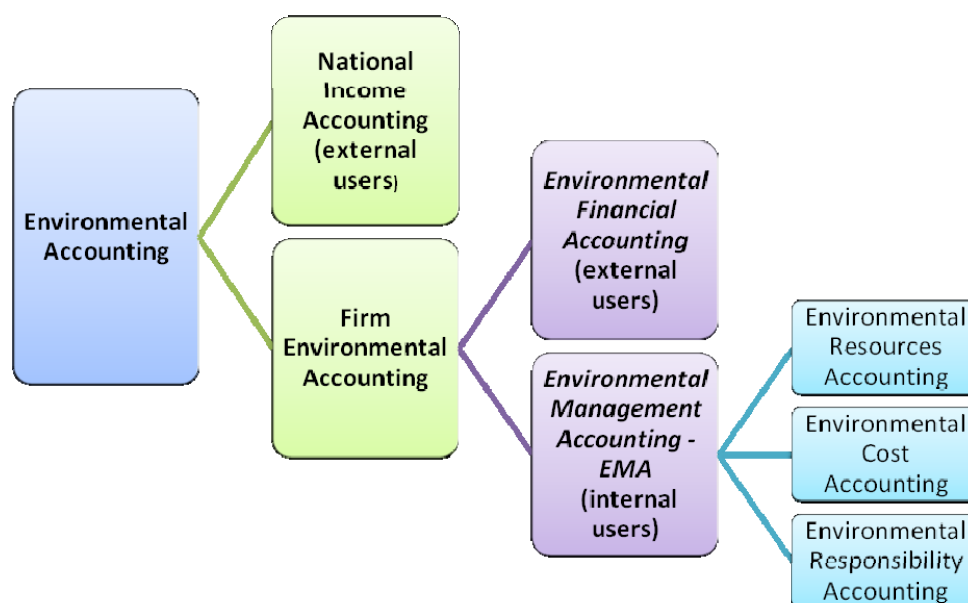 Environmental
Accounting
National
Income
Accounting
(external
users)
Firm
Environmental
Accounting
Environmental
Financial
Accounting
(external
users)
Environmental
Management
Accounting -
EMA
(internal
users)
Environmental
Resources
Accounting
Environmental
Cost
Accounting
Environmental
Responsibility
Accounting